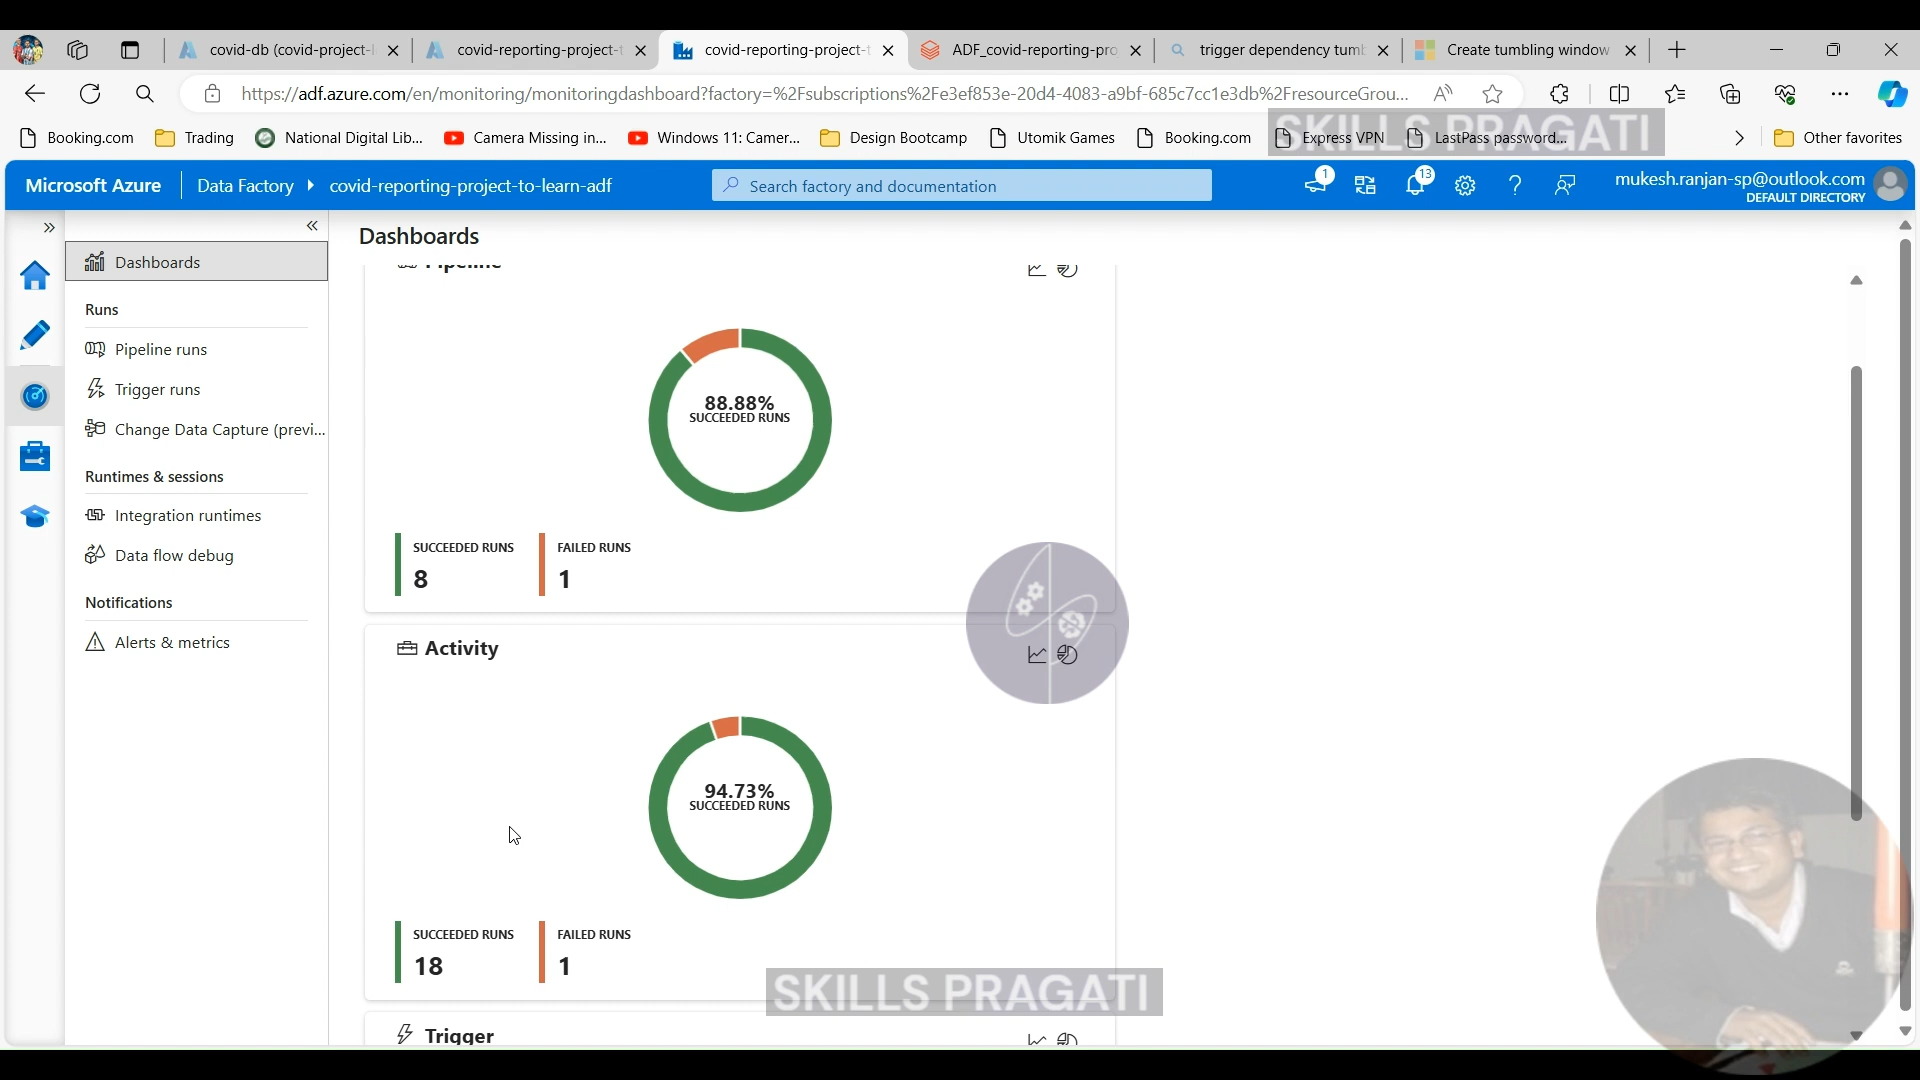 covid-db (covid-project-
covid-reporting-project-t
covid-reporting-project-t
ADF_covid-reporting-pro
trigger dependency tumb
Create tumbling window
https://adf.azure.com/en/monitoring/monitoringdashboard?factory=%2Fsubscriptions%2Fe3ef853e-20d4-4083-a9bf-685c7cc1e3db%2FresourceGrou...
Booking.com
Trading
National Digital Lib...
Camera Missing in...
Windows 11: Camer...
Design Bootcamp
Utomik Games
Booking.com
Express VPN
LastPass password...
Other favorites
SKILLS PRAGATI
Microsoft Azure
Data Factory
covid-reporting-project-to-learn-adf
Search factory and documentation
1
13
mukesh.ranjan-sp@outlook.com
DEFAULT DIRECTORY
Dashboards
Runs
Pipeline runs
Trigger runs
Change Data Capture (previ...
Runtimes & sessions
Integration runtimes
Data flow debug
Notifications
Alerts & metrics
Dashboards
Pipeline
88.88%
SUCCEEDED RUNS
SUCCEEDED RUNS
8
FAILED RUNS
1
Activity
94.73%
SUCCEEDED RUNS
SUCCEEDED RUNS
18
FAILED RUNS
1
SKILLS PRAGATI
Trigger